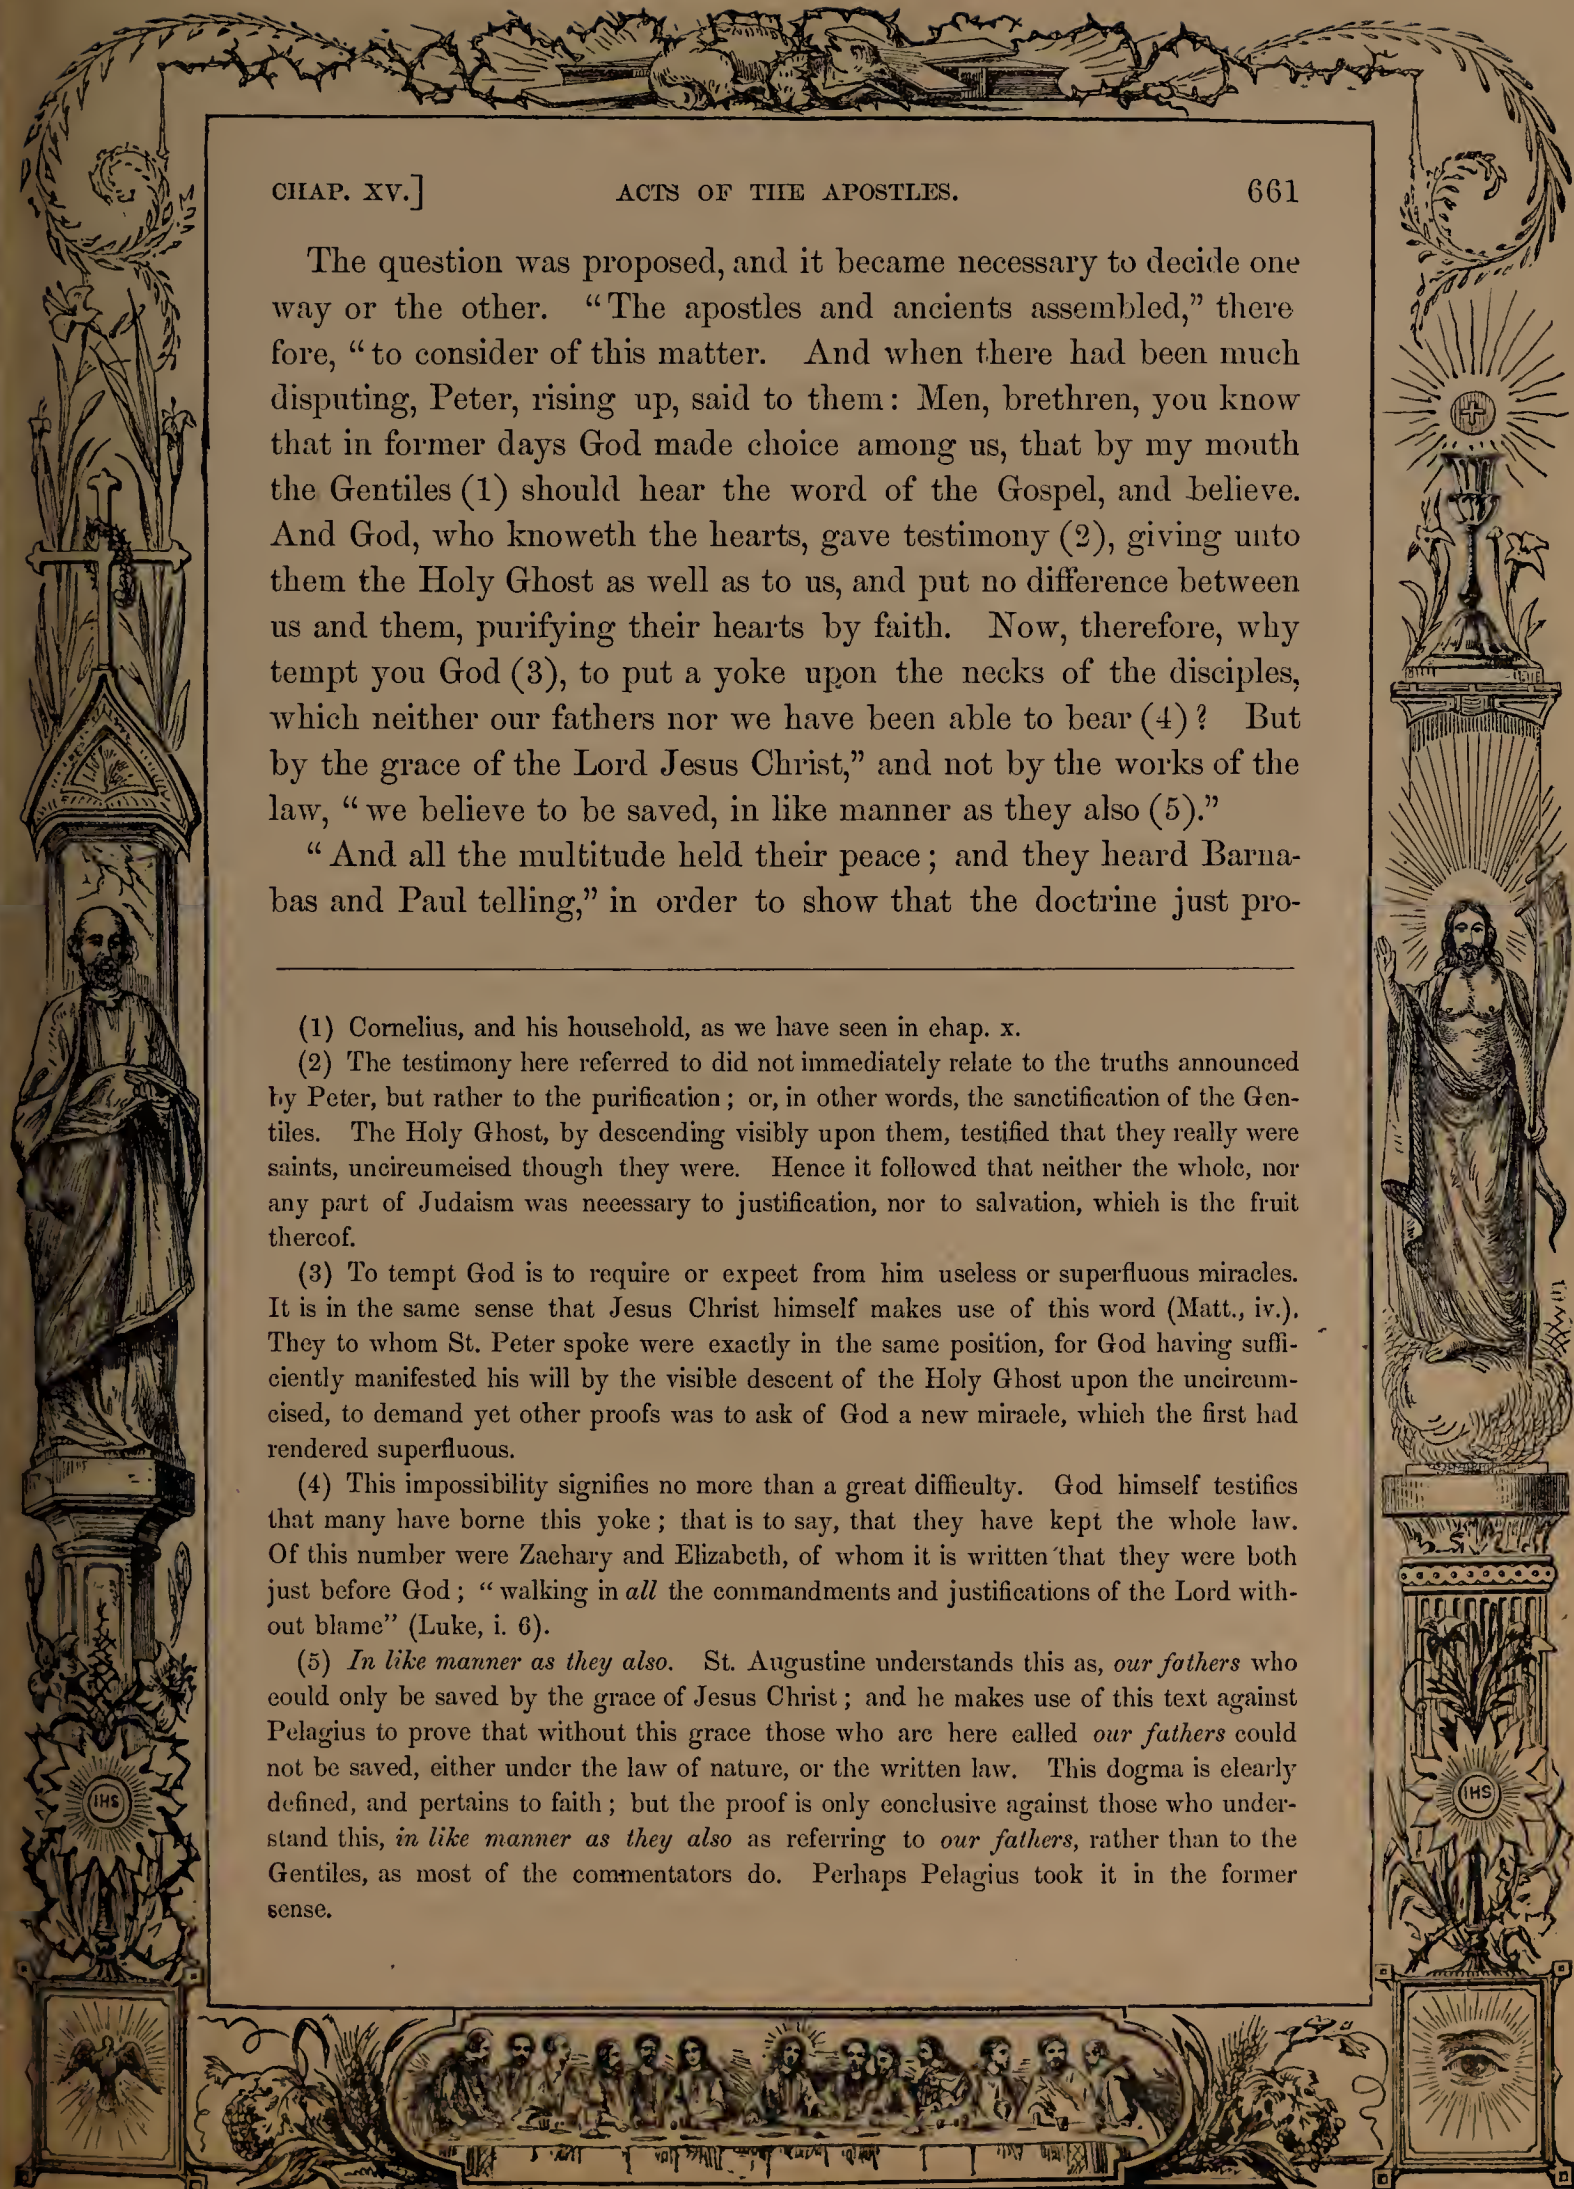 CHAP. XV.] ACTS OF THE APOSTLES. 661
The question was proposed, and it became necessary to decide one
way or the other. “The apostles and ancients assembled,” there
fore, “to consider of this matter. And when there had been much
disputing, Peter, rising up, said to them: Men, brethren, you know
that in former days God made choice among us, that by my mouth
the Gentiles (1) should hear the word of the Gospel, and believe.
And God, who knoweth the hearts, gave testimony (2), giving unto
them the Holy Ghost as well as to us, and put no difference between
us and them, purifying their hearts by faith. Now, therefore, why
tempt you God (3), to put a yoke upon the necks of the disciples,
which neither our fathers nor we have been able to bear (4)? But
by the grace of the Lord Jesus Christ,” and not by the works of the
law, “we believe to be saved, in like manner as they also (5).”
“And all the multitude held their peace; and they heard Barna-
bas and Paul telling,” in order to show that the doctrine just pro-
(1) Cornelius, and his household, as we have seen in chap. x.
(2) The testimony here referred to did not immediately relate to the truths announced
by Peter, but rather to the purification; or, in other words, the sanctification of the Gen-
tiles. The Holy Ghost, by descending visibly upon them, testified that they really were
saints, uncircumcised though they were. Hence it followed that neither the whole, nor
any part of Judaism was necessary to justification, nor to salvation, which is the fruit
thereof.
(3) To tempt God is to require or expect from him useless or superfluous miracles.
It is in the same sense that Jesus Christ himself makes use of this word (Matt., iv.).
They to whom St. Peter spoke were exactly in the same position, for God having suffi-
ciently manifested his will by the visible descent of the Holy Ghost upon the uncircum-
cised, to demand yet other proofs was to ask of God a new miracle, which the first had
rendered superfluous.
(4) This impossibility signifies no more than a great difficulty. God himself testifies
that many have borne this yoke; that is to say, that they have kept the whole law.
Of this number were Zachary and Elizabeth, of whom it is written that they were both
just before God; “walking in all the commandments and justifications of the Lord with-
out blame” (Luke, i. 6).
(5) In like manner as they also. St. Augustine understands this as, our fathers who
could only be saved by the grace of Jesus Christ; and he makes use of this text against
Pelagius to prove that without this grace those who are here called our fathers could
not be saved, either under the law of nature, or the written law. This dogma is clearly
defined, and pertains to faith; but the proof is only conclusive against those who under-
stand this, in like manner as they also as referring to our fathers, rather than to the
Gentiles, as most of the commentators do. Perhaps Pelagius took it in the former
sense.
IHS
IHS